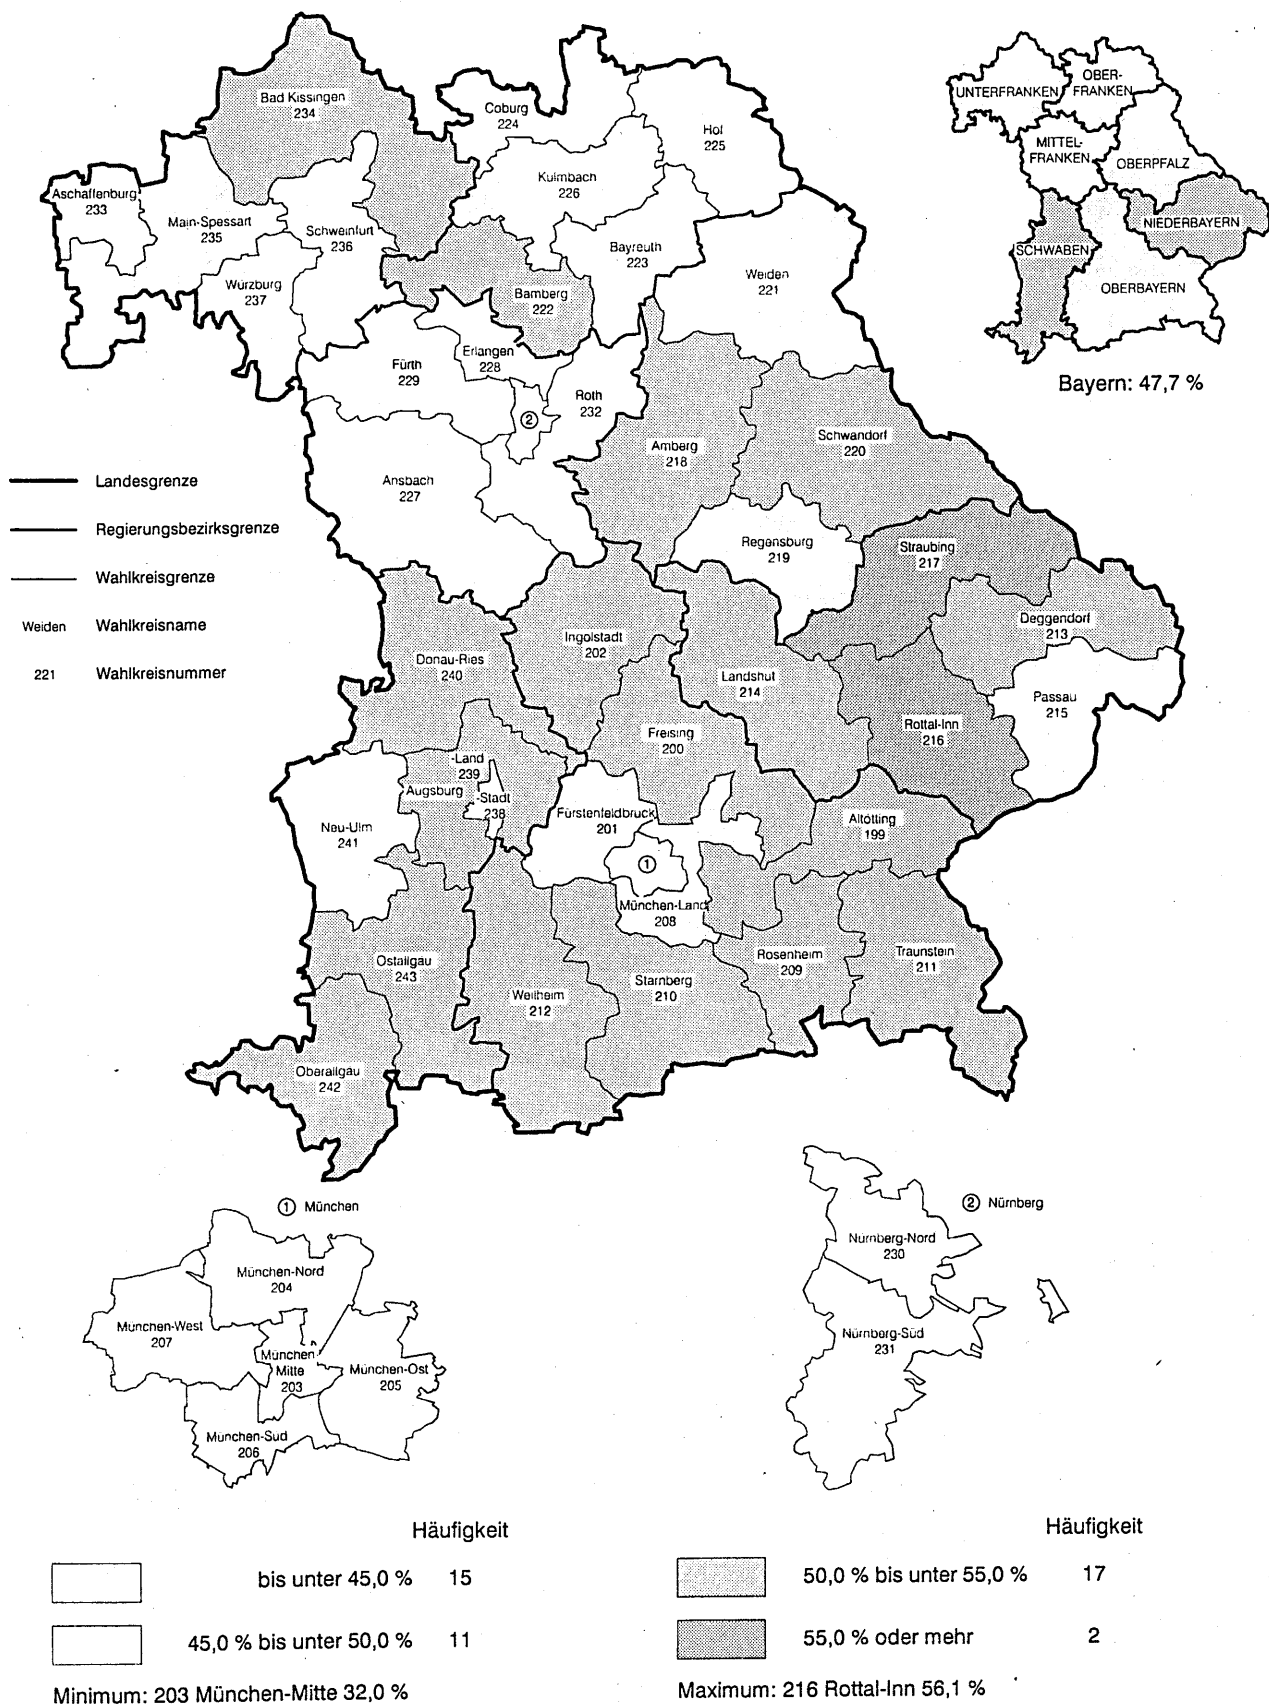 Bad Kissingen
234
Coburg
224
Hof
225
Kulmbach
226
Aschaffenburg
233
Main-Spessart
235
Schweinfurt
236
Bayreuth
223
Weiden
221
Würzburg
237
Bamberg
222
Erlangen
228
Fürth
229
Roth
232
②
Amberg
218
Schwandorf
220
Ansbach
227
Regensburg
219
Straubing
217
Deggendorf
213
Ingolstadt
202
Donau-Ries
240
Landshut
214
Passau
215
Rottal-Inn
216
Freising
200
-Land
239
Augsburg
-Stadt
238
Fürstenfeldbruck
201
Neu-Ulm
241
Altötting
199
①
München-Land
208
Ostallgäu
243
Weilheim
212
Starnberg
210
Rosenheim
209
Traunstein
211
Oberallgäu
242
UNTERFRANKEN
OBER-
FRANKEN
MITTEL-
FRANKEN
OBERPFALZ
NIEDERBAYERN
SCHWABEN
OBERBAYERN
Bayern: 47,7 %
Landesgrenze
Regierungsbezirksgrenze
Wahlkreisgrenze
Weiden Wahlkreisname
221 Wahlkreisnummer
① München
München-Nord
204
München-West
207
München
Mitte
203
München-Ost
205
München-Süd
206
② Nürnberg
Nürnberg-Nord
230
Nürnberg-Süd
231
Häufigkeit
bis unter 45,0 % 15
45,0 % bis unter 50,0 % 11
Minimum: 203 München-Mitte 32,0 %
Häufigkeit
50,0 % bis unter 55,0 % 17
55,0 % oder mehr 2
Maximum: 216 Rottal-Inn 56,1 %